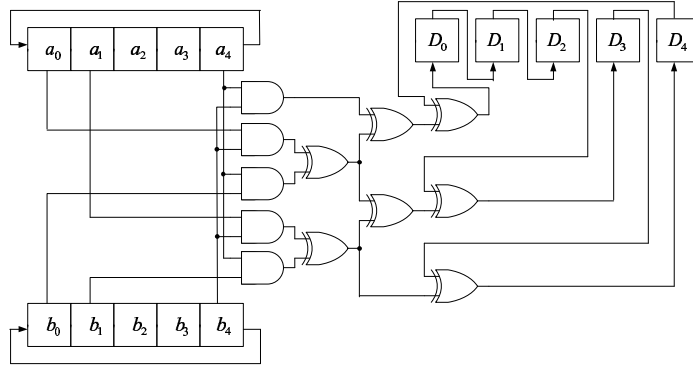 D₀ D₁ D₂ D₃ D₄
a₀ a₁ a₂ a₃ a₄
b₀ b₁ b₂ b₃ b₄